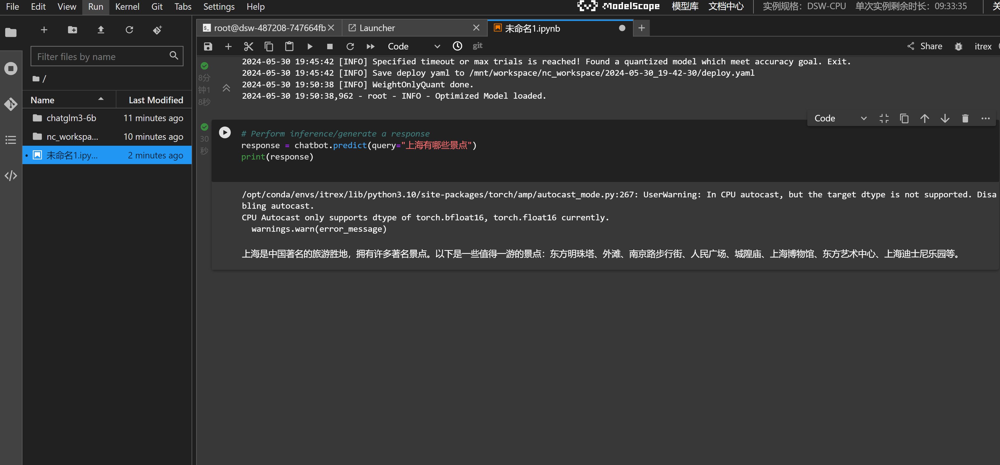 File Edit View Run Kernel Git Tabs Settings Help
ModelScope 模型库 文档中心 实例规格：DSW-CPU 单次实例剩余时长：09:33:35 关
Filter files by name
/
Name Last Modified
chatglm3-6b 11 minutes ago
nc_workspa... 10 minutes ago
未命名1.ipy... 2 minutes ago
root@dsw-487208-747664fb Launcher 未命名1.ipynb
Code git Share itrex
8分
钟1
8秒
2024-05-30 19:45:42 [INFO] Specified timeout or max trials is reached! Found a quantized model which meet accuracy goal. Exit.
2024-05-30 19:45:42 [INFO] Save deploy yaml to /mnt/workspace/nc_workspace/2024-05-30_19-42-30/deploy.yaml
2024-05-30 19:50:38 [INFO] WeightOnlyQuant done.
2024-05-30 19:50:38,962 - root - INFO - Optimized Model loaded.
Code
30
秒
# Perform inference/generate a response
response = chatbot.predict(query="上海有哪些景点")
print(response)
/opt/conda/envs/itrex/lib/python3.10/site-packages/torch/amp/autocast_mode.py:267: UserWarning: In CPU autocast, but the target dtype is not supported. Disa
bling autocast.
CPU Autocast only supports dtype of torch.bfloat16, torch.float16 currently.
warnings.warn(error_message)
上海是中国著名的旅游胜地，拥有许多著名景点。以下是一些值得一游的景点：东方明珠塔、外滩、南京路步行街、人民广场、城隍庙、上海博物馆、东方艺术中心、上海迪士尼乐园等。